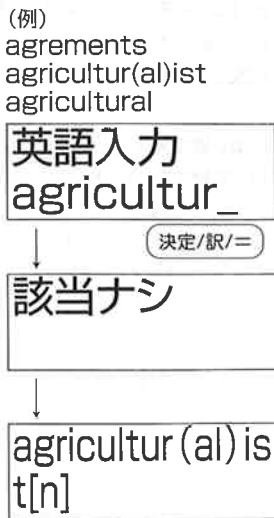 (例)
agrements
agricultur(al)ist
agricultural
英語入力
agricultur_
決定/訳/=
該当ナシ
agricultur(al)is
t[n]